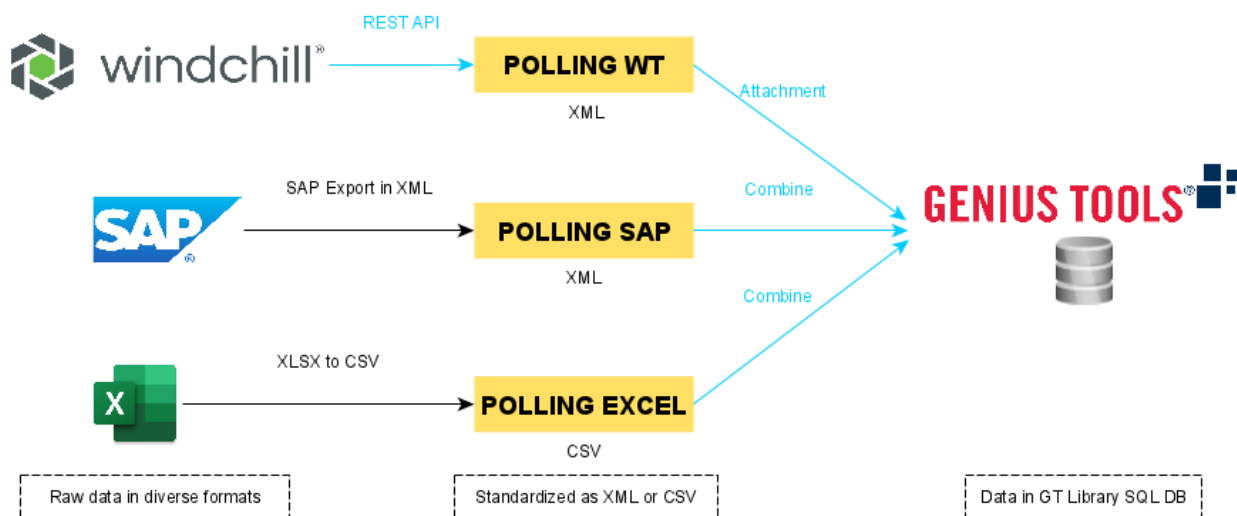 REST API
windchill®
POLLING WT
XML
Attachment
SAP Export in XML
SAP®
POLLING SAP
XML
Combine
GENIUS TOOLS®
XLSX to CSV
X
POLLING EXCEL
CSV
Combine
Raw data in diverse formats
Standardized as XML or CSV
Data in GT Library SQL DB